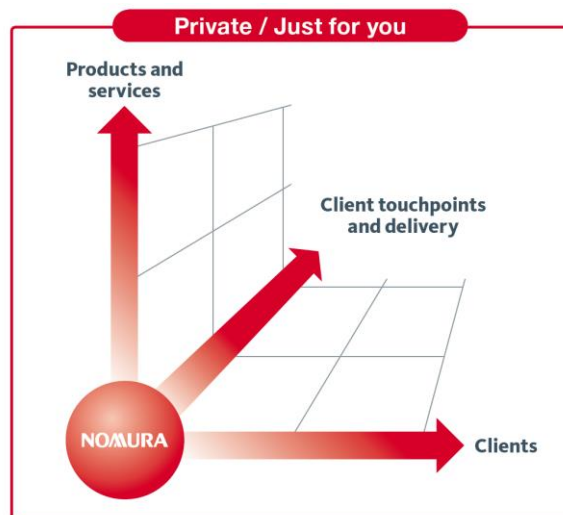 Private / Just for you
Products and
services
Client touchpoints
and delivery
NOMURA
Clients